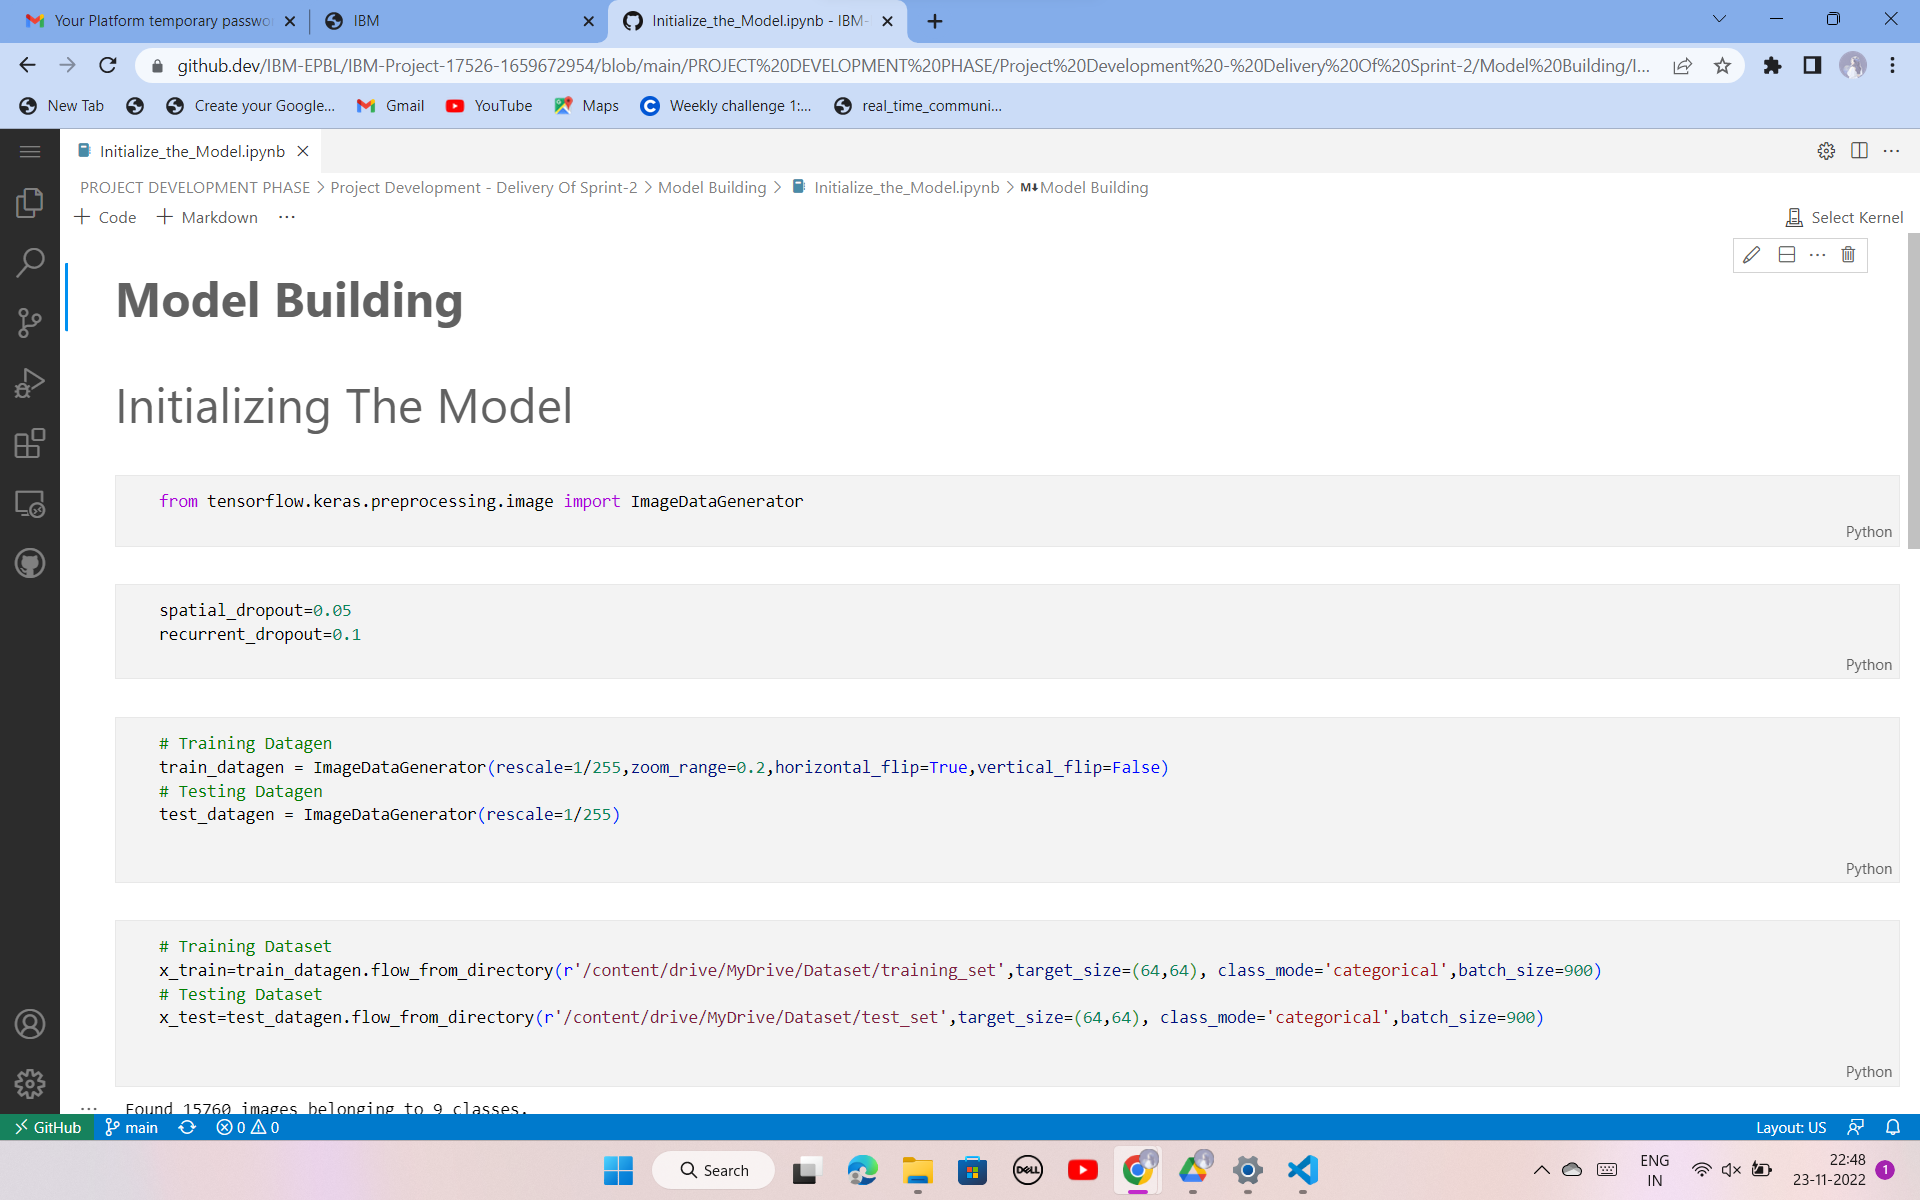 Your Platform temporary passwo
IBM
Initialize_the_Model.ipynb - IBM-
github.dev/IBM-EPBL/IBM-Project-17526-1659672954/blob/main/PROJECT%20DEVELOPMENT%20PHASE/Project%20Development%20-%20Delivery%20Of%20Sprint-2/Model%20Building/I...
New Tab
Create your Google...
Gmail
YouTube
Maps
Weekly challenge 1:...
real_time_communi...
Initialize_the_Model.ipynb
PROJECT DEVELOPMENT PHASE > Project Development - Delivery Of Sprint-2 > Model Building > Initialize_the_Model.ipynb > M↓Model Building
+ Code + Markdown ...
Select Kernel
Model Building
Initializing The Model
from tensorflow.keras.preprocessing.image import ImageDataGenerator
Python
spatial_dropout=0.05
recurrent_dropout=0.1
Python
# Training Datagen
train_datagen = ImageDataGenerator(rescale=1/255,zoom_range=0.2,horizontal_flip=True,vertical_flip=False)
# Testing Datagen
test_datagen = ImageDataGenerator(rescale=1/255)
Python
# Training Dataset
x_train=train_datagen.flow_from_directory(r'/content/drive/MyDrive/Dataset/training_set',target_size=(64,64), class_mode='categorical',batch_size=900)
# Testing Dataset
x_test=test_datagen.flow_from_directory(r'/content/drive/MyDrive/Dataset/test_set',target_size=(64,64), class_mode='categorical',batch_size=900)
Python
... Found 15760 images belonging to 9 classes.
GitHub
main
0 0
Layout: US
Search
DELL
ENG
IN
22:48
23-11-2022
1